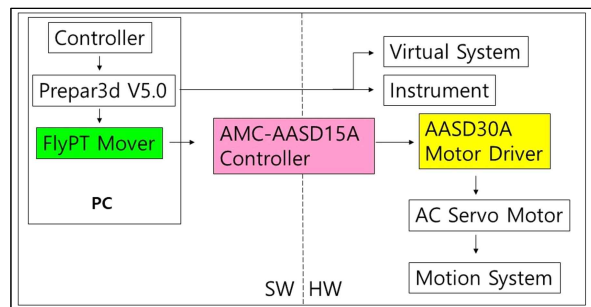 Controller
Prepar3d V5.0
FlyPT Mover
PC
AMC-AASD15A
Controller
Virtual System
Instrument
AASD30A
Motor Driver
AC Servo Motor
Motion System
SW
HW